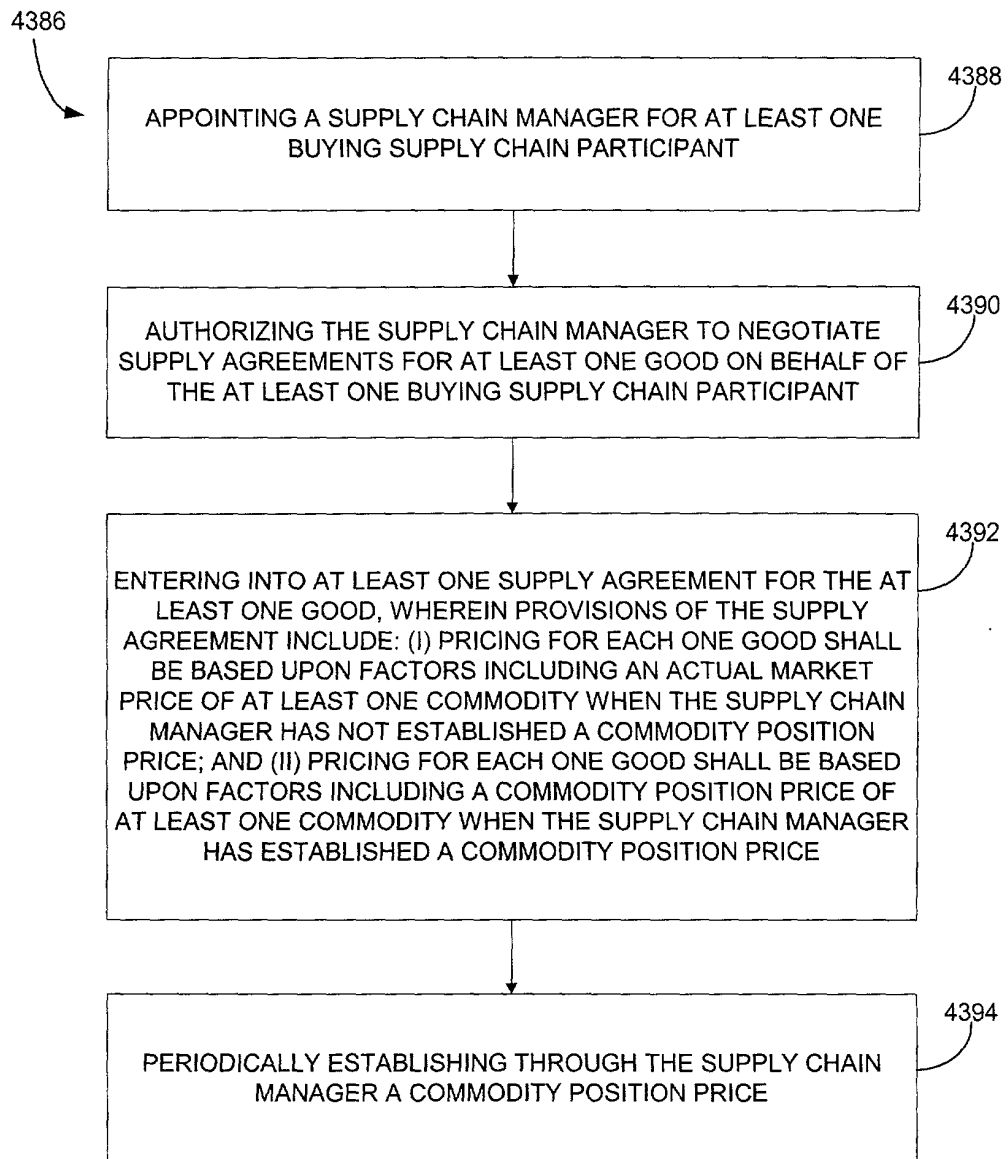 4386
4388
APPOINTING A SUPPLY CHAIN MANAGER FOR AT LEAST ONE
BUYING SUPPLY CHAIN PARTICIPANT
4390
AUTHORIZING THE SUPPLY CHAIN MANAGER TO NEGOTIATE
SUPPLY AGREEMENTS FOR AT LEAST ONE GOOD ON BEHALF OF
THE AT LEAST ONE BUYING SUPPLY CHAIN PARTICIPANT
4392
ENTERING INTO AT LEAST ONE SUPPLY AGREEMENT FOR THE AT
LEAST ONE GOOD, WHEREIN PROVISIONS OF THE SUPPLY
AGREEMENT INCLUDE: (I) PRICING FOR EACH ONE GOOD SHALL
BE BASED UPON FACTORS INCLUDING AN ACTUAL MARKET
PRICE OF AT LEAST ONE COMMODITY WHEN THE SUPPLY CHAIN
MANAGER HAS NOT ESTABLISHED A COMMODITY POSITION
PRICE; AND (II) PRICING FOR EACH ONE GOOD SHALL BE BASED
UPON FACTORS INCLUDING A COMMODITY POSITION PRICE OF
AT LEAST ONE COMMODITY WHEN THE SUPPLY CHAIN MANAGER
HAS ESTABLISHED A COMMODITY POSITION PRICE
4394
PERIODICALLY ESTABLISHING THROUGH THE SUPPLY CHAIN
MANAGER A COMMODITY POSITION PRICE